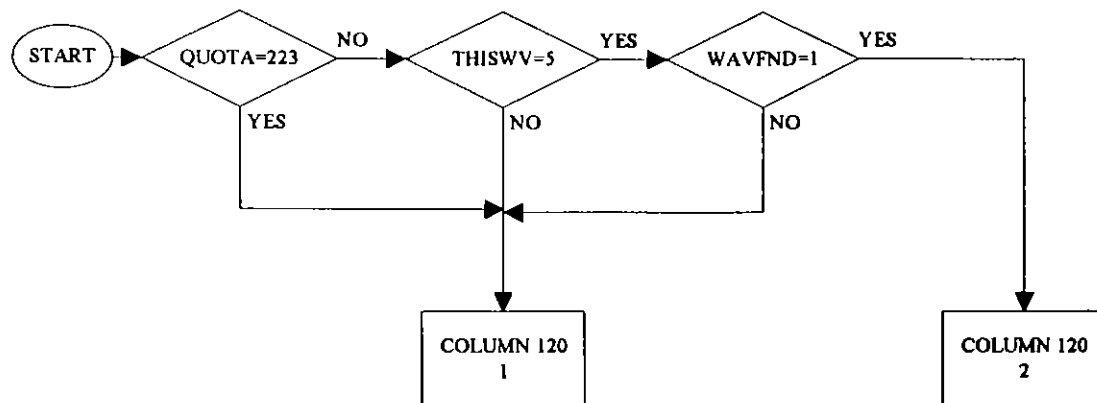 START
QUOTA=223
NO
THISWV=5
YES
WAVFND=1
YES
YES
NO
NO
COLUMN 120
1
COLUMN 120
2